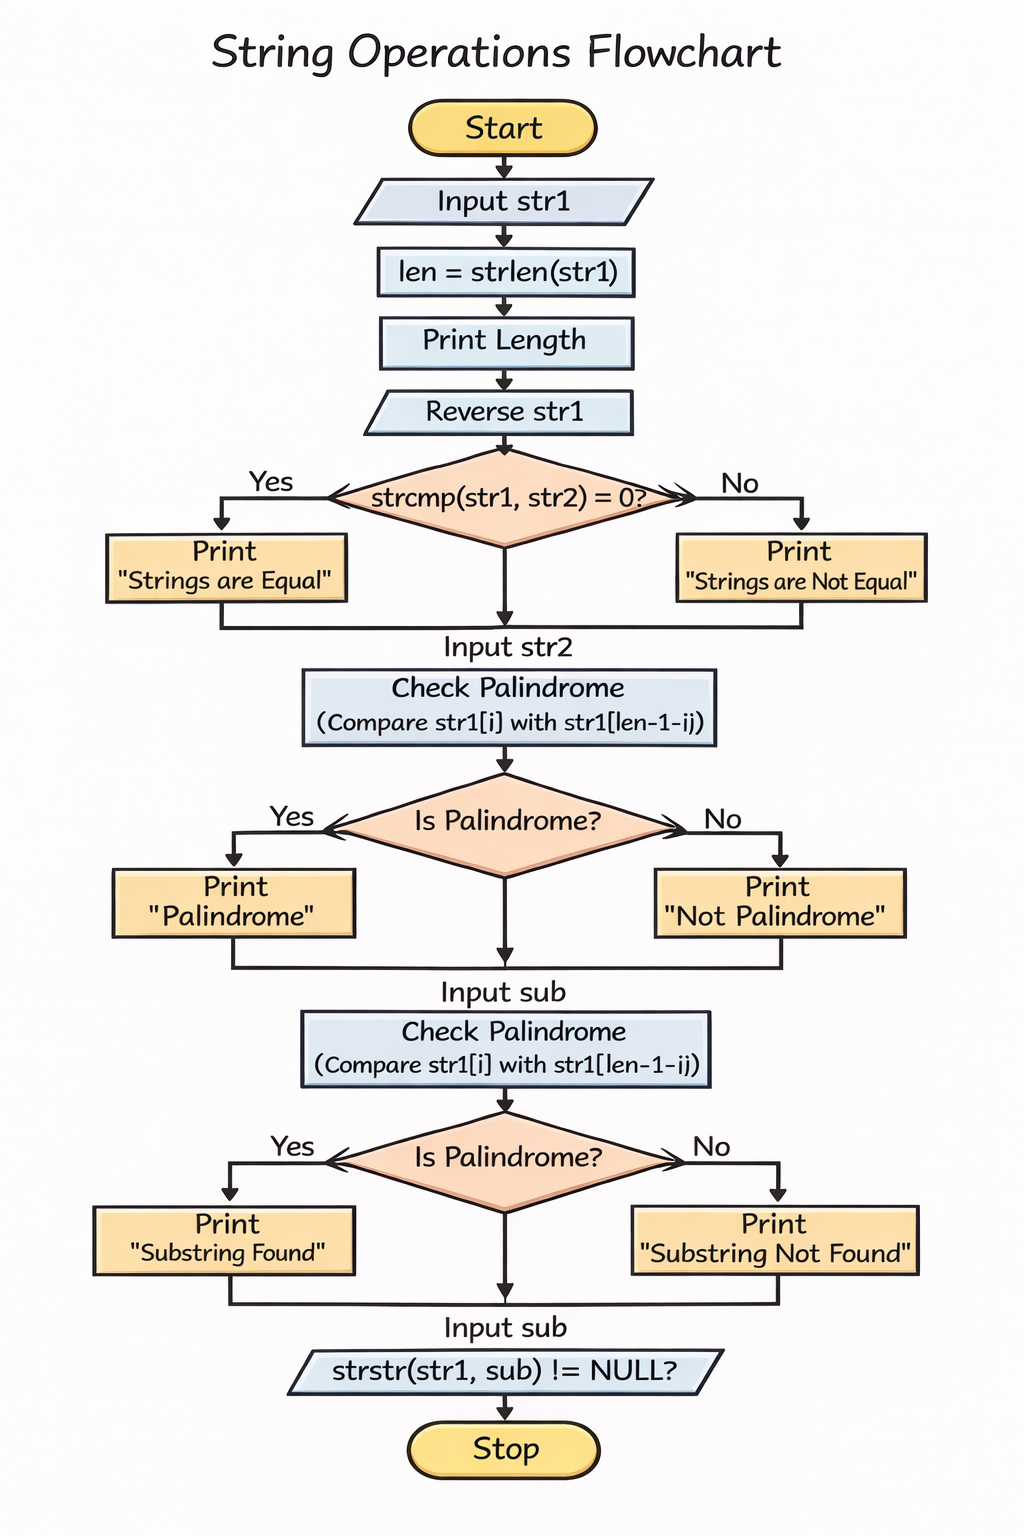 String Operations Flowchart
Start
Input str1
len = strlen(str1)
Print Length
Reverse str1
Yes
strcmp(str1, str2) = 0?
No
Print
"Strings are Equal"
Print
"Strings are Not Equal"
Input str2
Check Palindrome
(Compare str1[i] with str1[len-1-ij)
Yes
Is Palindrome?
No
Print
"Palindrome"
Print
"Not Palindrome"
Input sub
Check Palindrome
(Compare str1[i] with str1[len-1-ij)
Yes
Is Palindrome?
No
Print
"Substring Found"
Print
"Substring Not Found"
Input sub
strstr(str1, sub) != NULL?
Stop